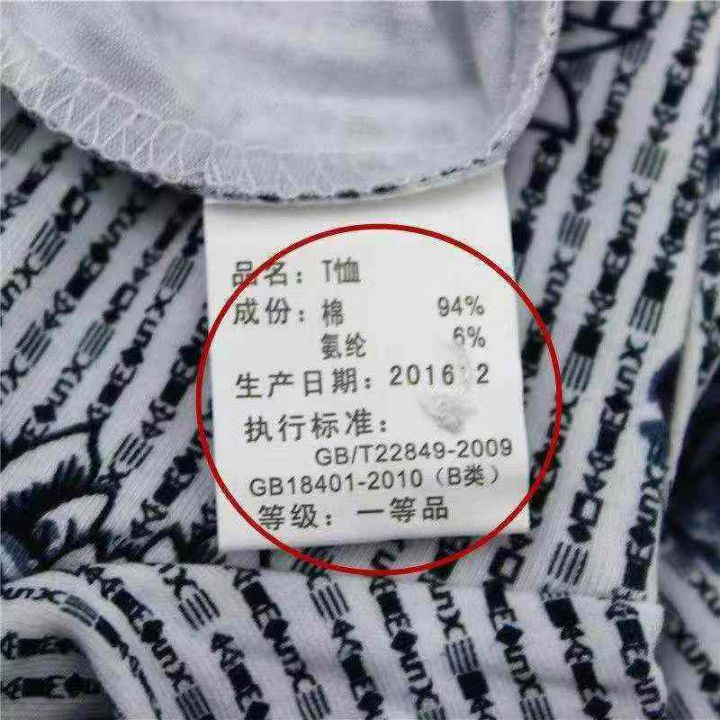 品名：T恤
成份：棉 94%
氨纶 6%
生产日期：2016 2
执行标准：
GB/T22849-2009
GB18401-2010（B类）
等级：一等品